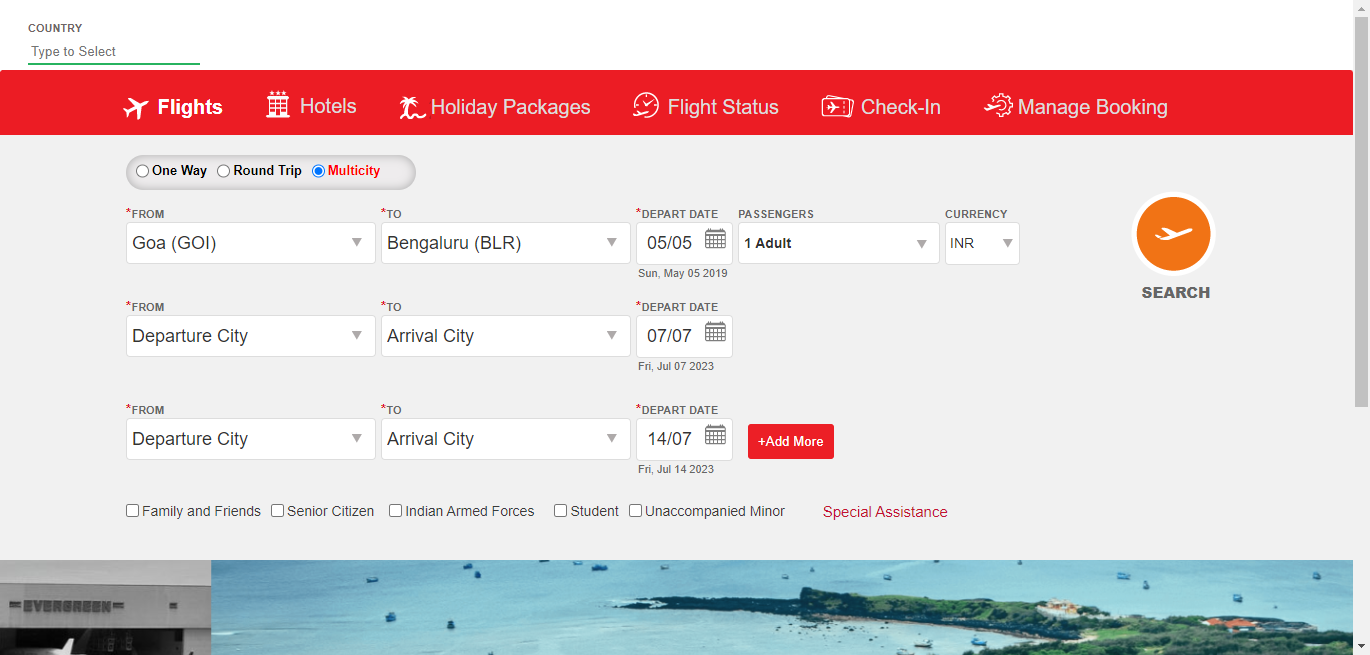 COUNTRY
Type to Select
Flights Hotels Holiday Packages Flight Status Check-In Manage Booking
One Way Round Trip Multicity
*FROM *TO *DEPART DATE PASSENGERS CURRENCY
Goa (GOI) Bengaluru (BLR) 05/05 1 Adult INR
Sun, May 05 2019
SEARCH
*FROM *TO *DEPART DATE
Departure City Arrival City 07/07
Fri, Jul 07 2023
*FROM *TO *DEPART DATE
Departure City Arrival City 14/07 +Add More
Fri, Jul 14 2023
Family and Friends Senior Citizen Indian Armed Forces Student Unaccompanied Minor Special Assistance
EVERGREEN